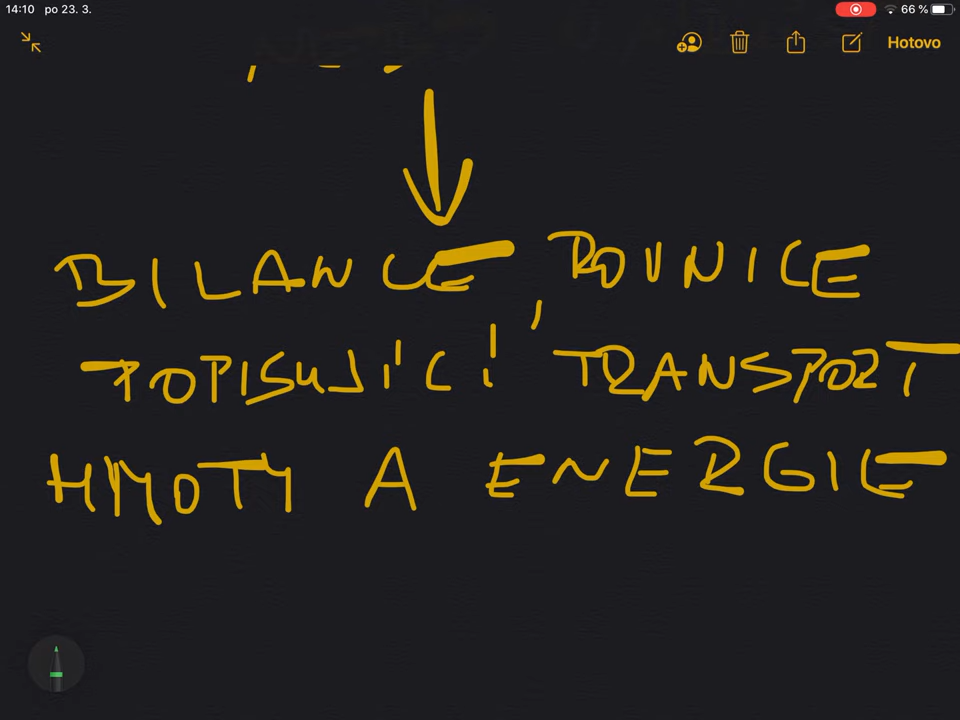 14:10 po 23. 3. 66 %
Hotovo
BILANCE, ROVNICE
POPISUJÍCÍ TRANSPORT
HMOTY A ENERGIE